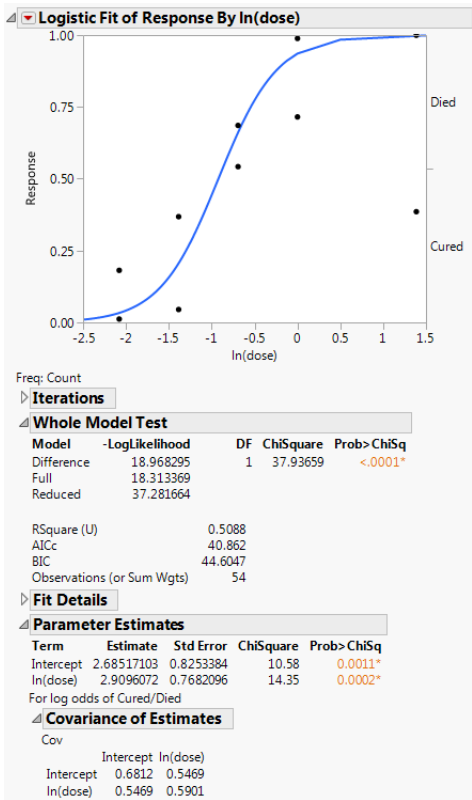 Logistic Fit of Response By ln(dose)
1.00
0.75
0.50
0.25
0.00
Response
Died
Cured
-2.5 -2 -1.5 -1 -0.5 0 0.5 1 1.5
ln(dose)
Freq: Count
Iterations
Whole Model Test
Model -LogLikelihood DF ChiSquare Prob>ChiSq
Difference 18.968295 1 37.93659 <.0001*
Full 18.313369
Reduced 37.281664
RSquare (U) 0.5088
AICc 40.862
BIC 44.6047
Observations (or Sum Wgts) 54
Fit Details
Parameter Estimates
Term Estimate Std Error ChiSquare Prob>ChiSq
Intercept 2.68517103 0.8253384 10.58 0.0011*
ln(dose) 2.9096072 0.7682096 14.35 0.0002*
For log odds of Cured/Died
Covariance of Estimates
Cov
Intercept ln(dose)
Intercept 0.6812 0.5469
ln(dose) 0.5469 0.5901